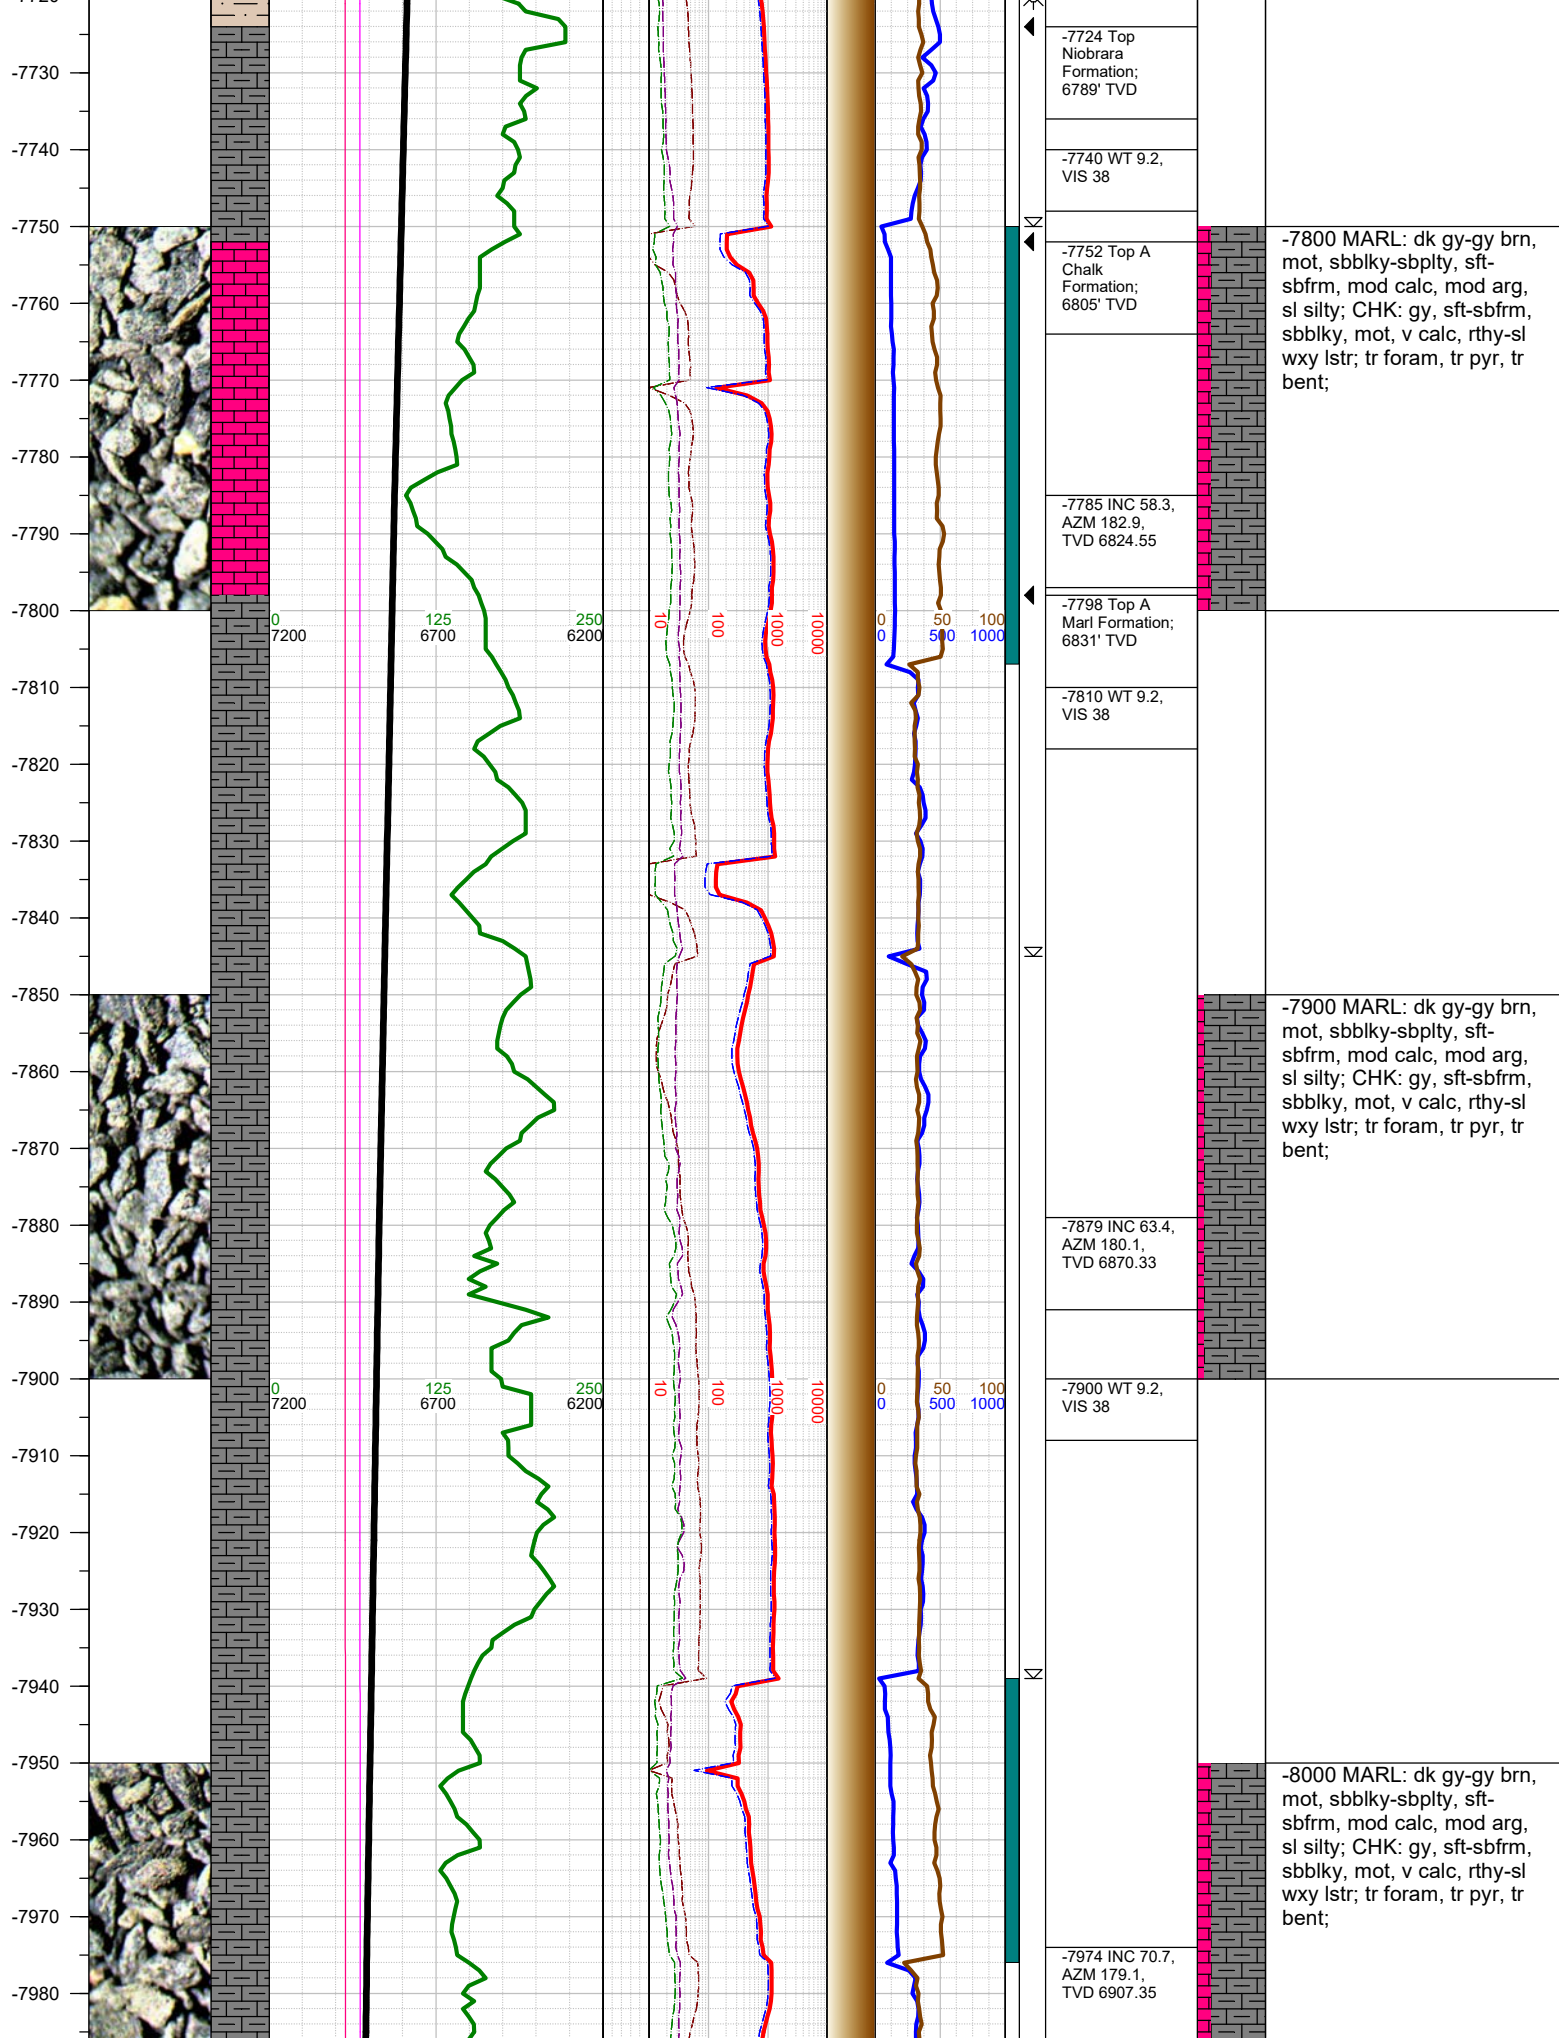 -7720
-7724 Top
Niobrara
Formation;
6789' TVD
-7730
-7740
-7740 WT 9.2,
VIS 38
-7750
-7800 MARL: dk gy-gy brn,
mot, sbblky-sbplty, sft-
sbfrm, mod calc, mod arg,
sl silty; CHK: gy, sft-sbfrm,
sbblky, mot, v calc, rthy-sl
wxy lstr; tr foram, tr pyr, tr
bent;
-7752 Top A
Chalk
Formation;
6805' TVD
-7760
-7770
-7780
-7785 INC 58.3,
AZM 182.9,
TVD 6824.55
-7790
-7798 Top A
Marl Formation;
6831' TVD
-7800
0 125 250 10 100 1000 10000 0 50 100
7200 6700 6200 0 500 1000
-7810
-7810 WT 9.2,
VIS 38
-7820
-7830
-7840
-7850
-7900 MARL: dk gy-gy brn,
mot, sbblky-sbplty, sft-
sbfrm, mod calc, mod arg,
sl silty; CHK: gy, sft-sbfrm,
sbblky, mot, v calc, rthy-sl
wxy lstr; tr foram, tr pyr, tr
bent;
-7860
-7870
-7880
-7879 INC 63.4,
AZM 180.1,
TVD 6870.33
-7890
-7900
0 125 250 10 100 1000 10000 0 50 100
7200 6700 6200 0 500 1000
-7900 WT 9.2,
VIS 38
-7910
-7920
-7930
-7940
-7950
-8000 MARL: dk gy-gy brn,
mot, sbblky-sbplty, sft-
sbfrm, mod calc, mod arg,
sl silty; CHK: gy, sft-sbfrm,
sbblky, mot, v calc, rthy-sl
wxy lstr; tr foram, tr pyr, tr
bent;
-7960
-7970
-7974 INC 70.7,
AZM 179.1,
TVD 6907.35
-7980